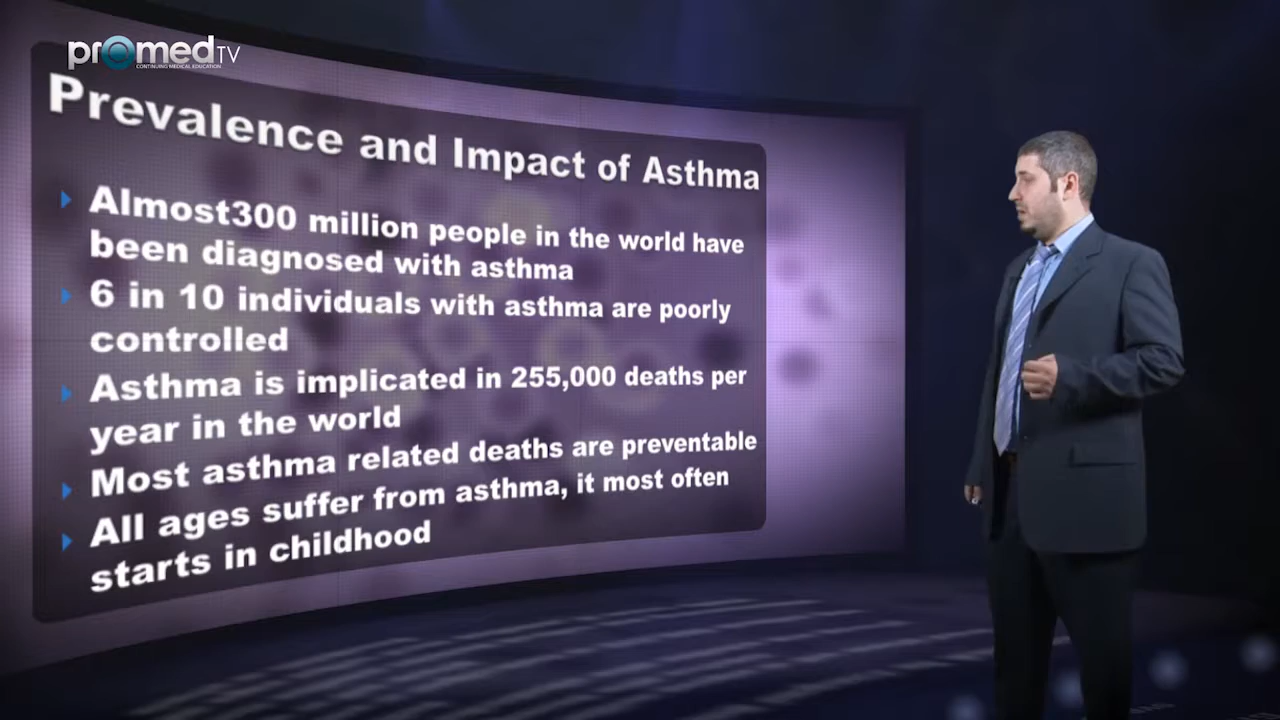 promed TV
CONTINUING MEDICAL EDUCATION
Prevalence and Impact of Asthma
Almost300 million people in the world have
been diagnosed with asthma
6 in 10 individuals with asthma are poorly
controlled
Asthma is implicated in 255,000 deaths per
year in the world
Most asthma related deaths are preventable
All ages suffer from asthma, it most often
starts in childhood